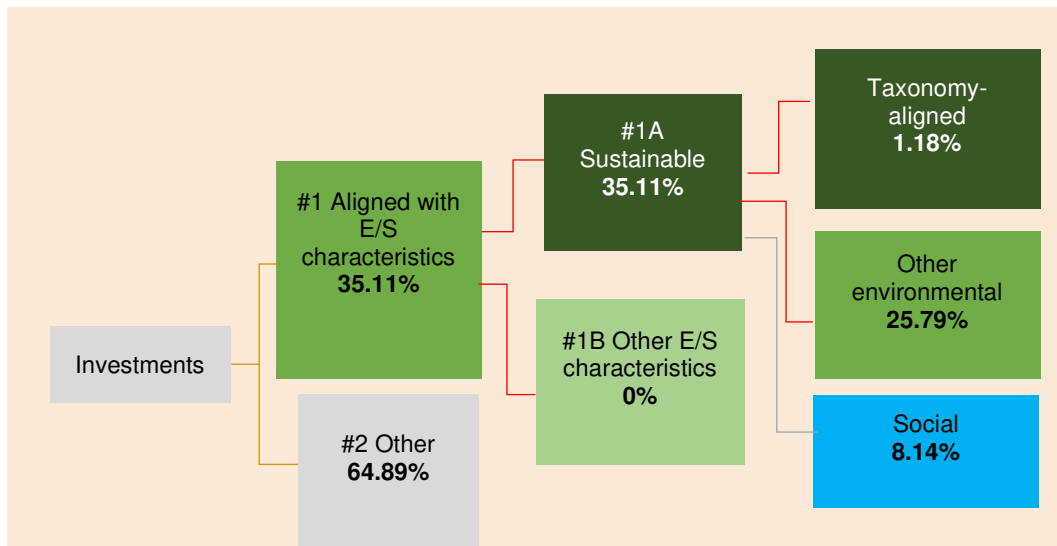 Investments
#1 Aligned with
E/S
characteristics
35.11%
#2 Other
64.89%
#1A
Sustainable
35.11%
#1B Other E/S
characteristics
0%
Taxonomy-
aligned
1.18%
Other
environmental
25.79%
Social
8.14%